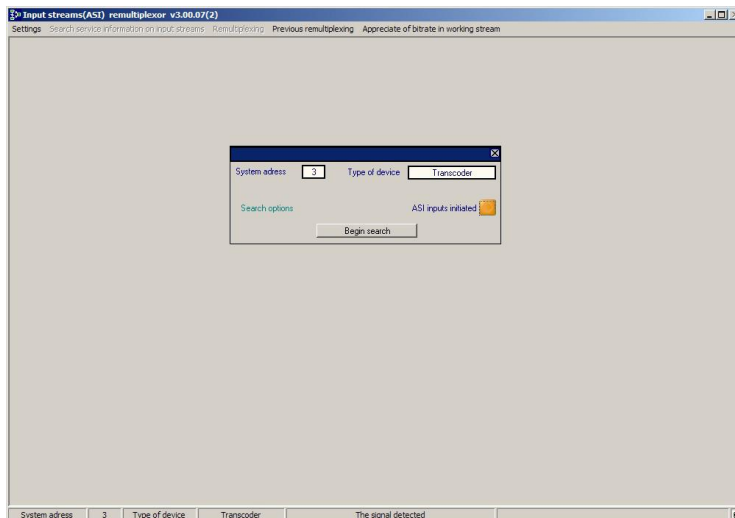 Input streams(ASI) remultiplexor v3.00.07(2)
Settings Search service information on input streams Remultiplexing Previous remultiplexing Appreciate of bitrate in working stream
System adress 3 Type of device Transcoder
Search options ASI inputs initiated
Begin search
System adress 3 Type of device Transcoder The signal detected